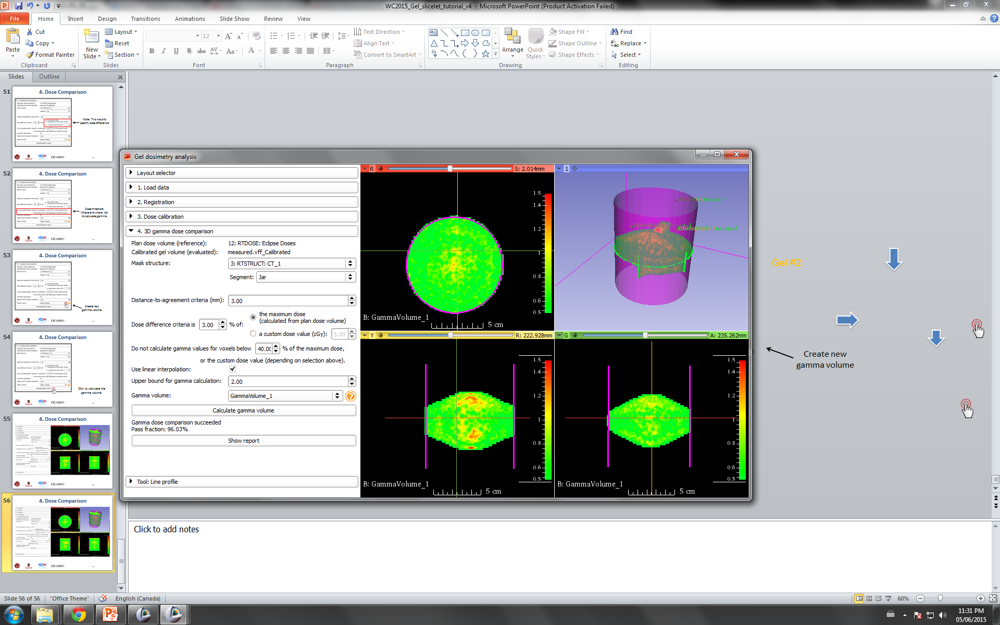 WC2015_Gel_slicelet_tutorial_v4 - Microsoft PowerPoint (Product Activation Failed)
File Home Insert Design Transitions Animations Slide Show Review View
Paste
Cut
Copy
Format Painter
Clipboard
New Slide
Layout
Reset
Section
Slides
12
Font
Text Direction
Align Text
Convert to SmartArt
Paragraph
Arrange
Quick Styles
Shape Fill
Shape Outline
Shape Effects
Drawing
Find
Replace
Select
Editing
Slides Outline
51
4. Dose Comparison
Note: Two ways to
specify dose difference
52
4. Dose Comparison
Dose threshold:
Where and where not
to calculate gamma
53
4. Dose Comparison
Create new
gamma volume
54
4. Dose Comparison
Click to calculate the
gamma volume!
55
4. Dose Comparison
56
4. Dose Comparison
Gel dosimetry analysis
Layout selector
1. Load data
2. Registration
3. Dose calibration
4. 3D gamma dose comparison
Plan dose volume (reference): 12: RTDOSE: Eclipse Doses
Calibrated gel volume (evaluated): measured.vff_Calibrated
Mask structure: 3: RTSTRUCT: CT_1
Segment: Jar
Distance-to-agreement criteria (mm): 3.00
Dose difference criteria is 3.00 % of:
the maximum dose
(calculated from plan dose volume)
a custom dose value (cGy): 5.00
Do not calculate gamma values for voxels below 40.00 % of the maximum dose,
or the custom dose value (depending on selection above).
Use linear interpolation:
Upper bound for gamma calculation: 2.00
Gamma volume: GammaVolume_1
Calculate gamma volume
Gamma dose comparison succeeded
Pass fraction: 96.03%
Show report
Tool: Line profile
R S: 2.014mm
1.5
1.4
1.2
1
0.8
0.6
0.5
B: GammaVolume_1
5 cm
1
Y R: 222.928mm
1.5
1.4
1.2
1
0.8
0.6
0.5
B: GammaVolume_1
5 cm
G A: 235.262mm
1.5
1.4
1.2
1
0.8
0.6
0.5
B: GammaVolume_1
5 cm
Gel #2
Create new
gamma volume
Click to add notes
Slide 56 of 56 "Office Theme" English (Canada) 60%
11:31 PM
05/06/2015